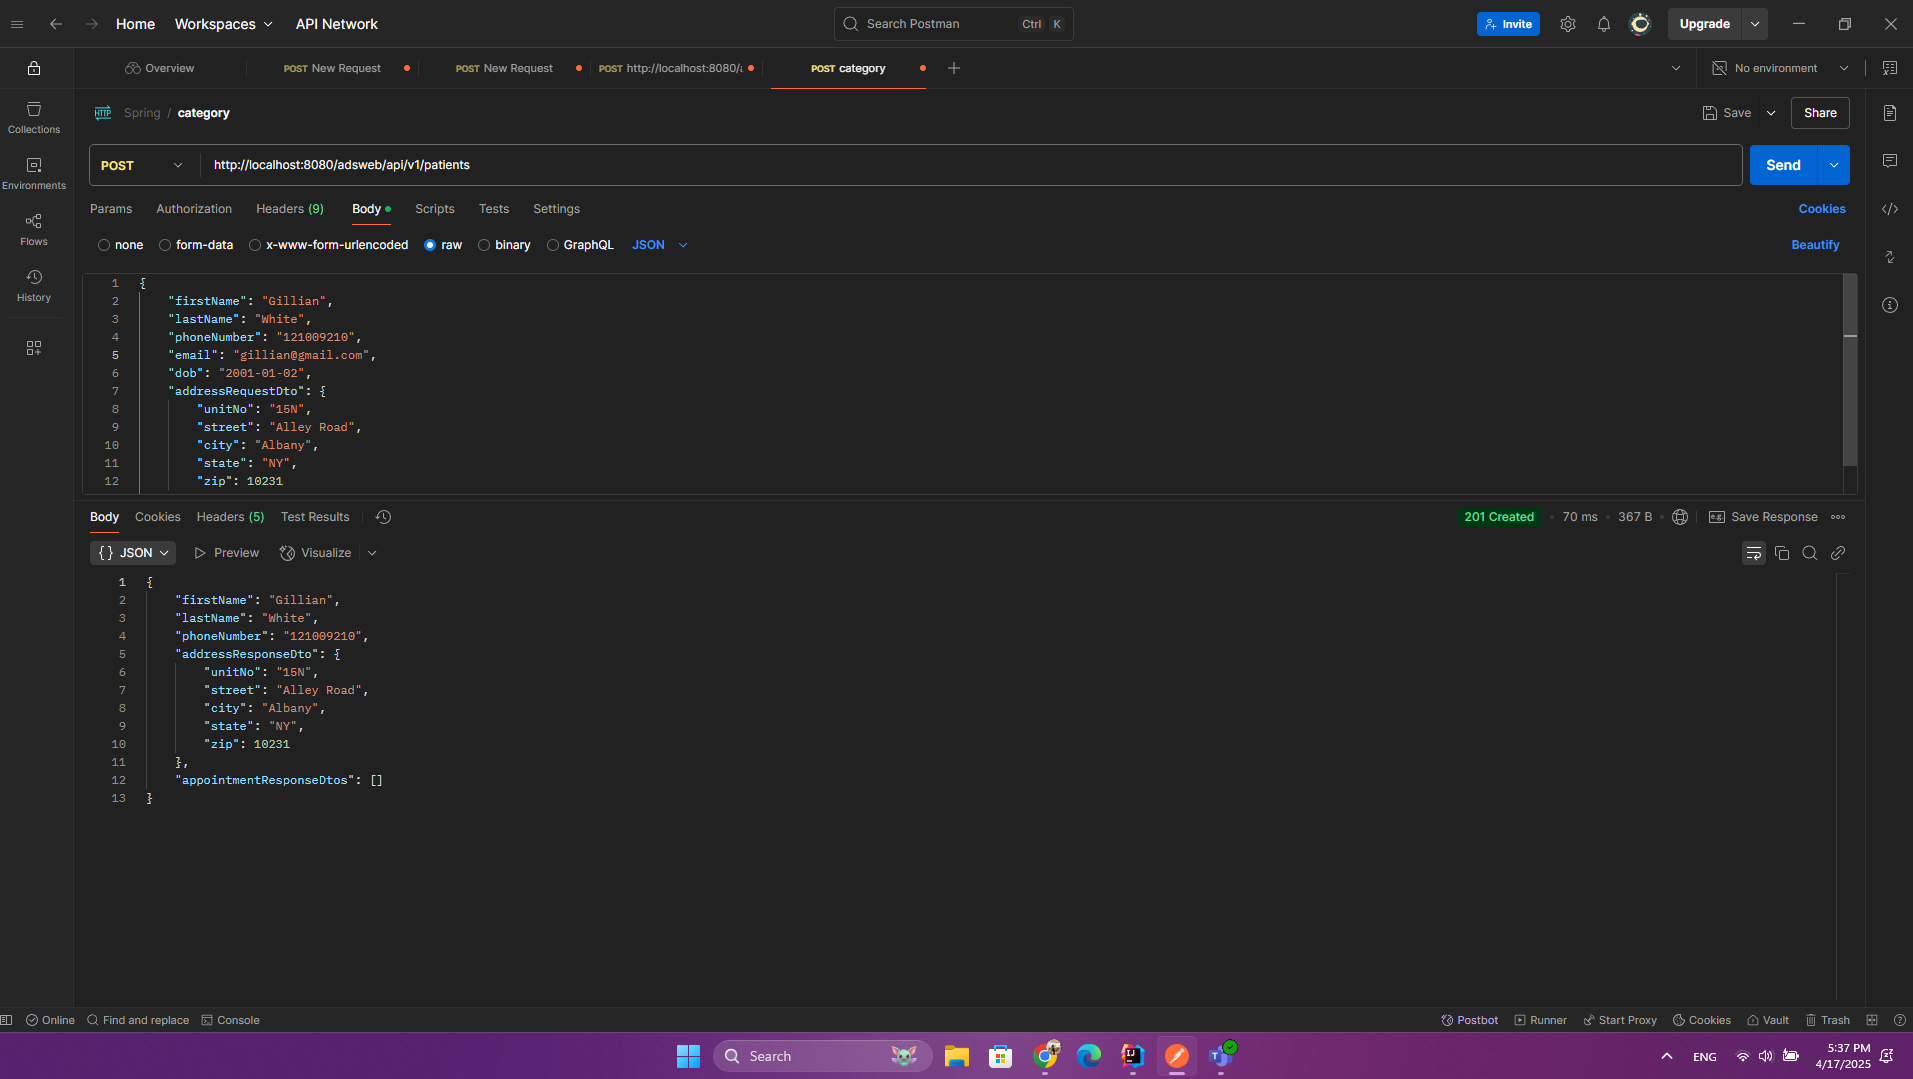 Home Workspaces API Network Search Postman Ctrl K Invite Upgrade
Overview POST New Request POST New Request POST http://localhost:8080/a POST category No environment
HTTP Spring / category Save Share
Collections
POST http://localhost:8080/adsweb/api/v1/patients Send
Environments
Params Authorization Headers (9) Body Scripts Tests Settings Cookies
Flows
none form-data x-www-form-urlencoded raw binary GraphQL JSON Beautify
History
1 {
2 "firstName": "Gillian",
3 "lastName": "White",
4 "phoneNumber": "121009210",
5 "email": "gillian@gmail.com",
6 "dob": "2001-01-02",
7 "addressRequestDto": {
8 "unitNo": "15N",
9 "street": "Alley Road",
10 "city": "Albany",
11 "state": "NY",
12 "zip": 10231
Body Cookies Headers (5) Test Results 201 Created • 70 ms • 367 B e.g. Save Response
{} JSON Preview Visualize
1 {
2 "firstName": "Gillian",
3 "lastName": "White",
4 "phoneNumber": "121009210",
5 "addressResponseDto": {
6 "unitNo": "15N",
7 "street": "Alley Road",
8 "city": "Albany",
9 "state": "NY",
10 "zip": 10231
11 },
12 "appointmentResponseDtos": []
13 }
Online Find and replace Console Postbot Runner Start Proxy Cookies Vault Trash
Search ENG 5:37 PM
4/17/2025